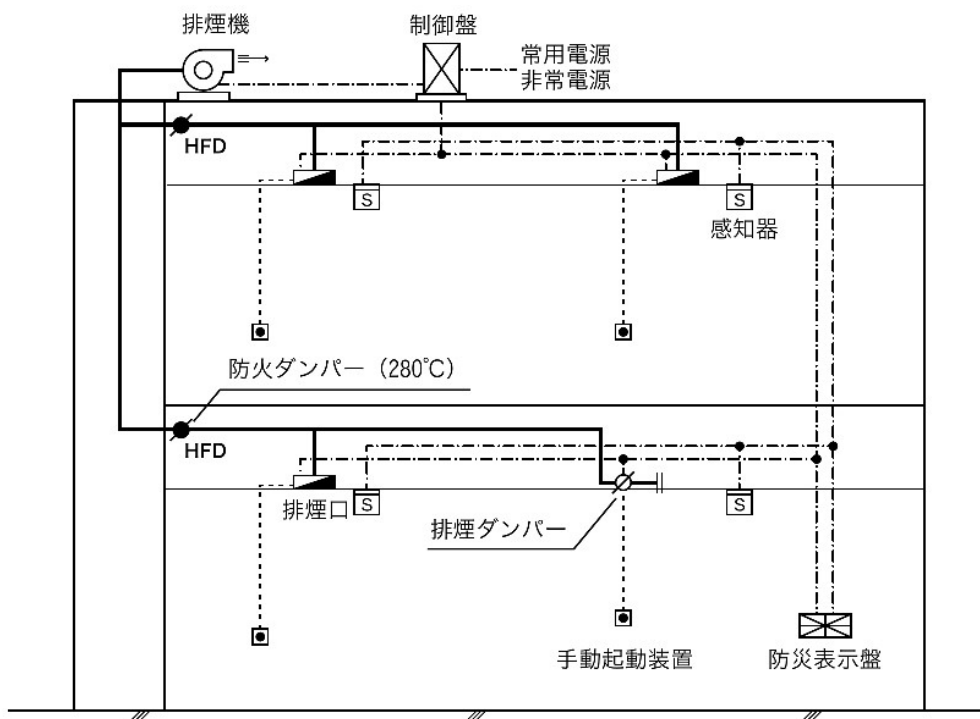 排煙機
制御盤
常用電源
非常電源
HFD
S
S
感知器
防火ダンパー（280℃）
HFD
排煙口
S
S
排煙ダンパー
手動起動装置
防災表示盤